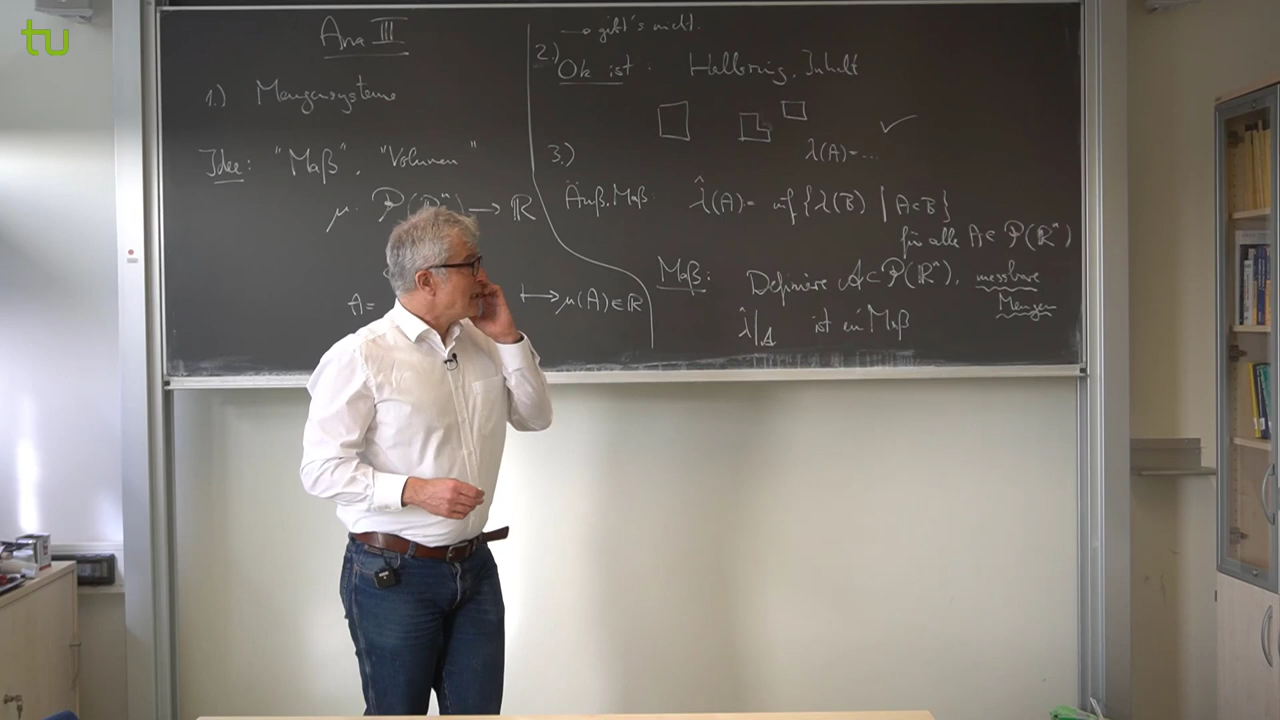 tu
Ana III
1.) Mengensysteme
Idee: "Maß", "Volumen"
μ: 𝒫(ℝⁿ) → ℝ
A= ↦ μ(A) ∈ ℝ
→ gibt's nicht.
2.) Ok ist: Halbring, Inhalt
✓
λ(A)=...
3.)
Äuß. Maß: λ̂(A)= inf {λ(B) | A⊂B}
für alle A∈ 𝒫(ℝⁿ)
Maß: Definiere 𝒜⊂𝒫(ℝⁿ), messbare
Mengen
λ̂|𝒜 ist ein Maß